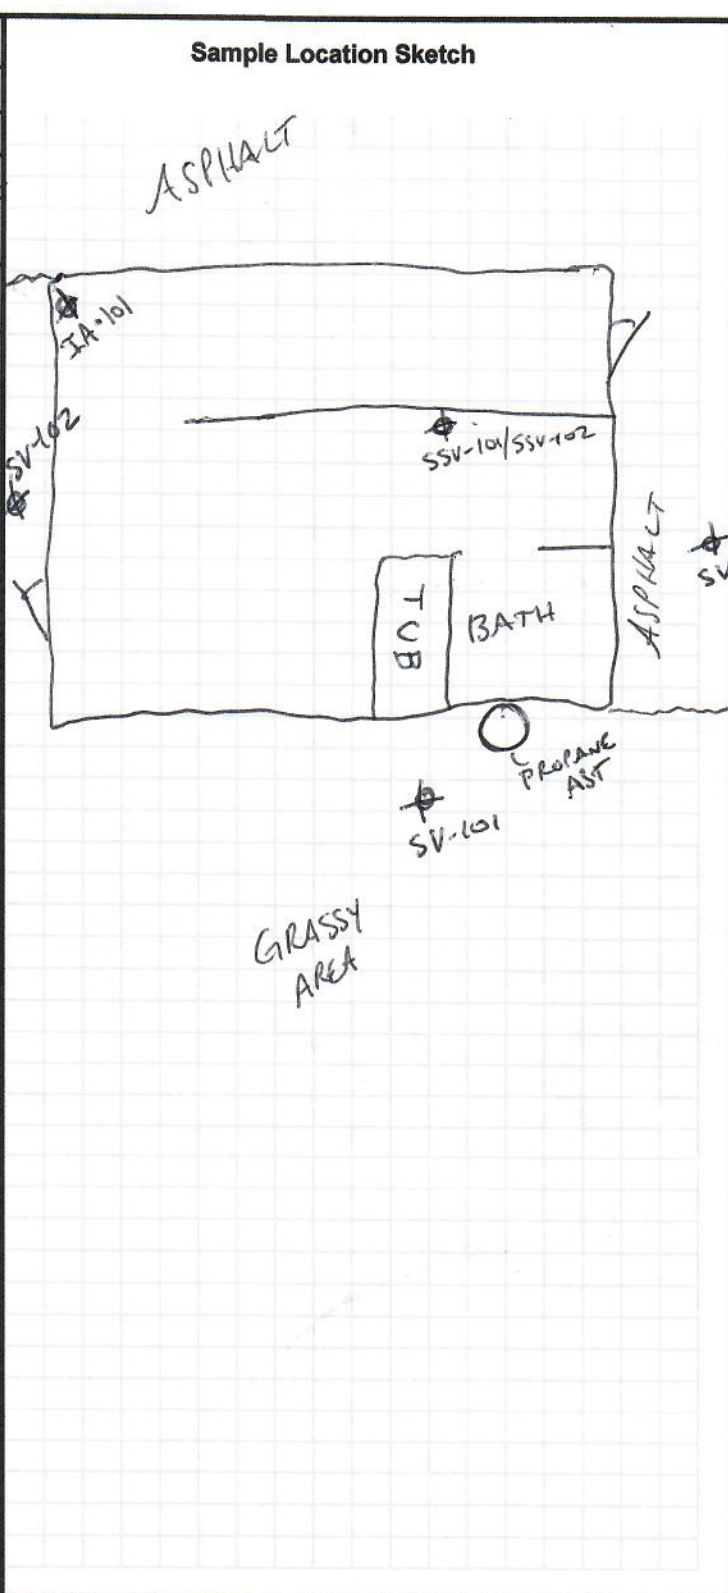 Sample Location Sketch
ASPHALT
IA-101
SV-102
SSV-101/SSV-102
ASPHALT
SV
TUB
BATH
PROPANE
AST
SV-101
GRASSY
AREA